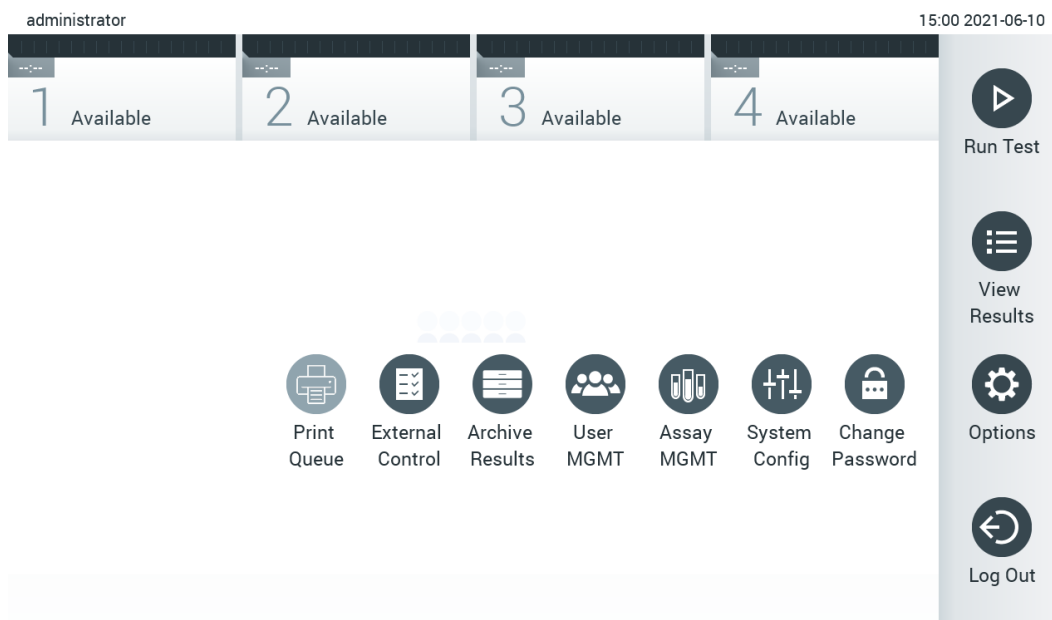 administrator
15:00 2021-06-10
--:--
--:--
--:--
--:--
1 Available
2 Available
3 Available
4 Available
Run Test
View
Results
Print
Queue
External
Control
Archive
Results
User
MGMT
Assay
MGMT
System
Config
Change
Password
Options
Log Out